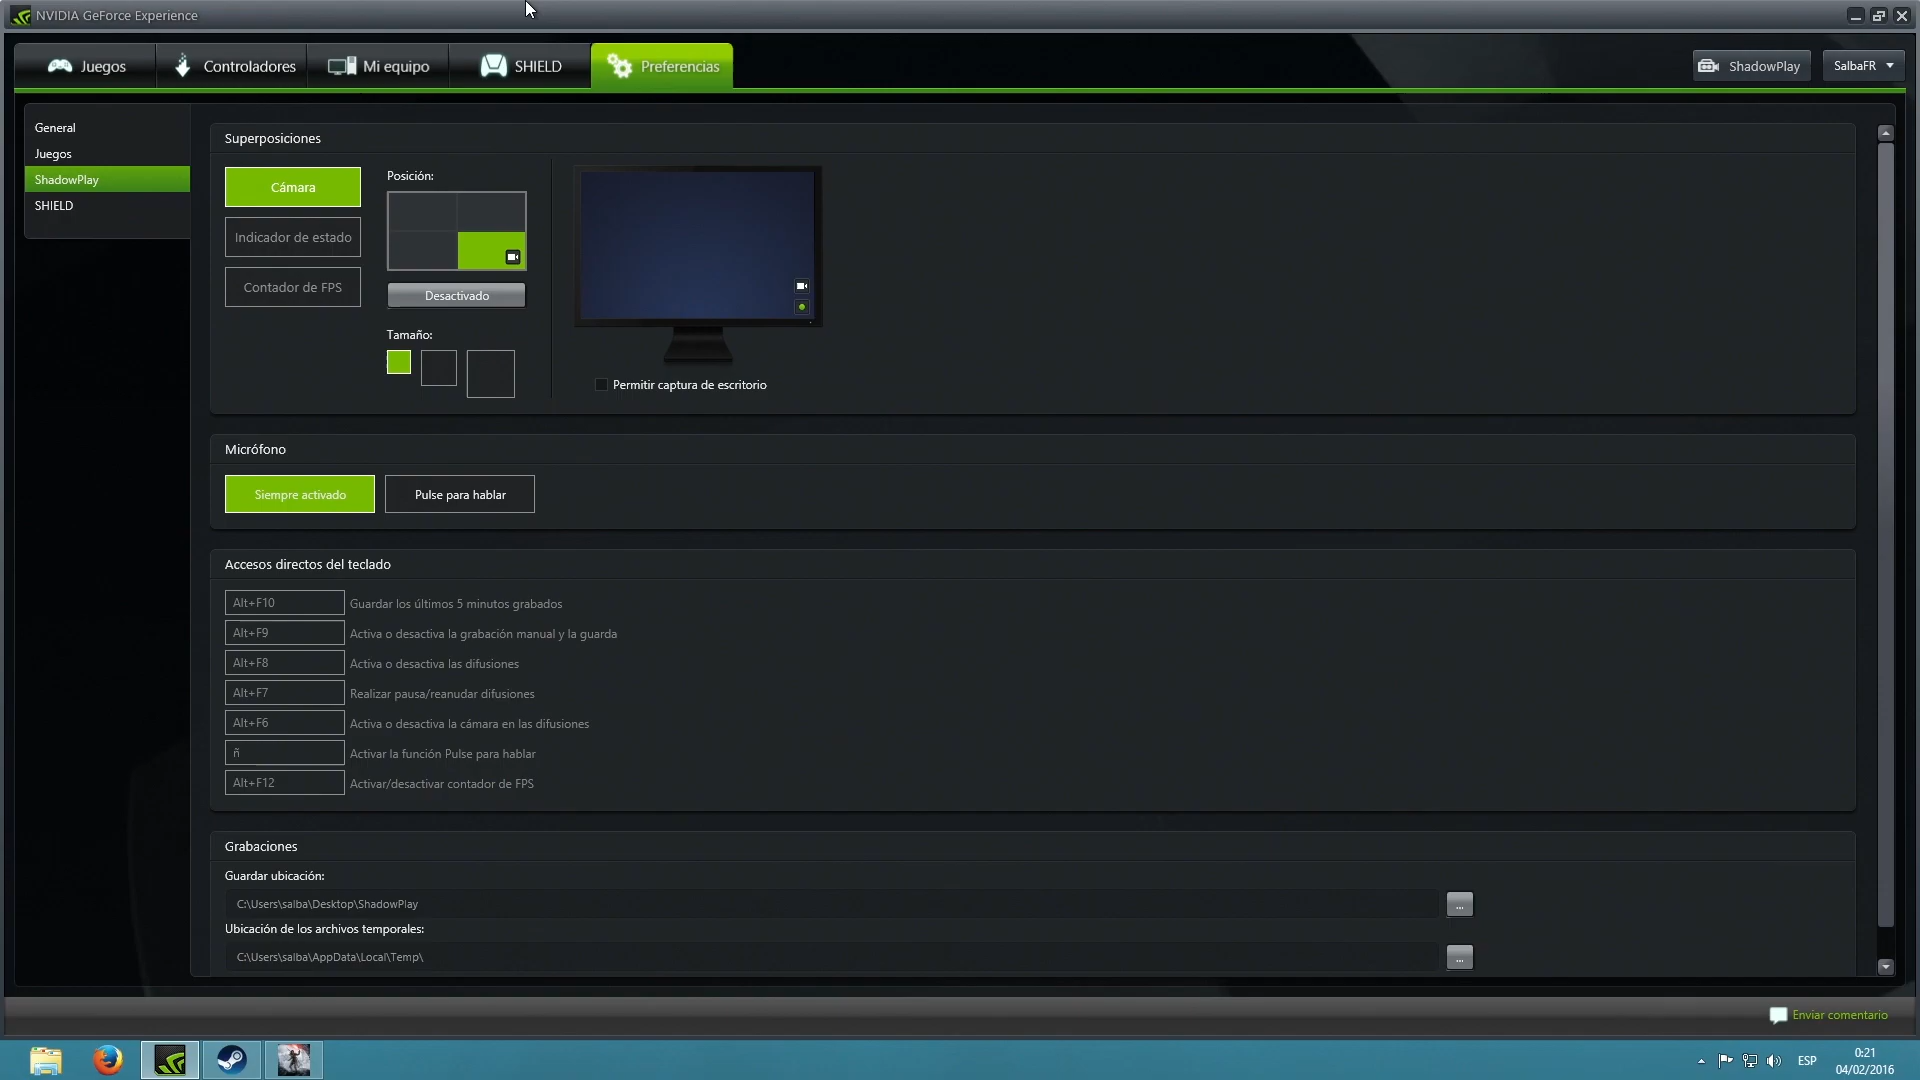 NVIDIA GeForce Experience
Juegos
Controladores
Mi equipo
SHIELD
Preferencias
ShadowPlay
SalbaFR
General
Juegos
ShadowPlay
SHIELD
Superposiciones
Cámara
Indicador de estado
Contador de FPS
Posición:
Desactivado
Tamaño:
Permitir captura de escritorio
Micrófono
Siempre activado
Pulse para hablar
Accesos directos del teclado
Alt+F10 Guardar los últimos 5 minutos grabados
Alt+F9 Activa o desactiva la grabación manual y la guarda
Alt+F8 Activa o desactiva las difusiones
Alt+F7 Realizar pausa/reanudar difusiones
Alt+F6 Activa o desactiva la cámara en las difusiones
ñ Activar la función Pulse para hablar
Alt+F12 Activar/desactivar contador de FPS
Grabaciones
Guardar ubicación:
C:\Users\salba\Desktop\ShadowPlay
...
Ubicación de los archivos temporales:
C:\Users\salba\AppData\Local\Temp\
...
Enviar comentario
ESP
0:21
04/02/2016